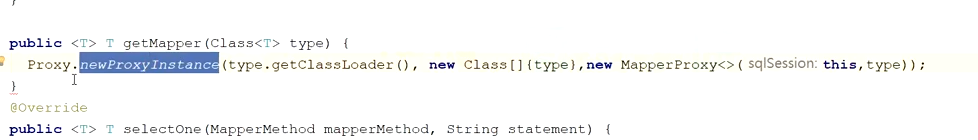 }
public <T> T getMapper(Class<T> type) {
Proxy.newProxyInstance(type.getClassLoader(), new Class[]{type},new MapperProxy<>( sqlSession: this,type));
}
@Override
public <T> T selectOne(MapperMethod mapperMethod, String statement) {